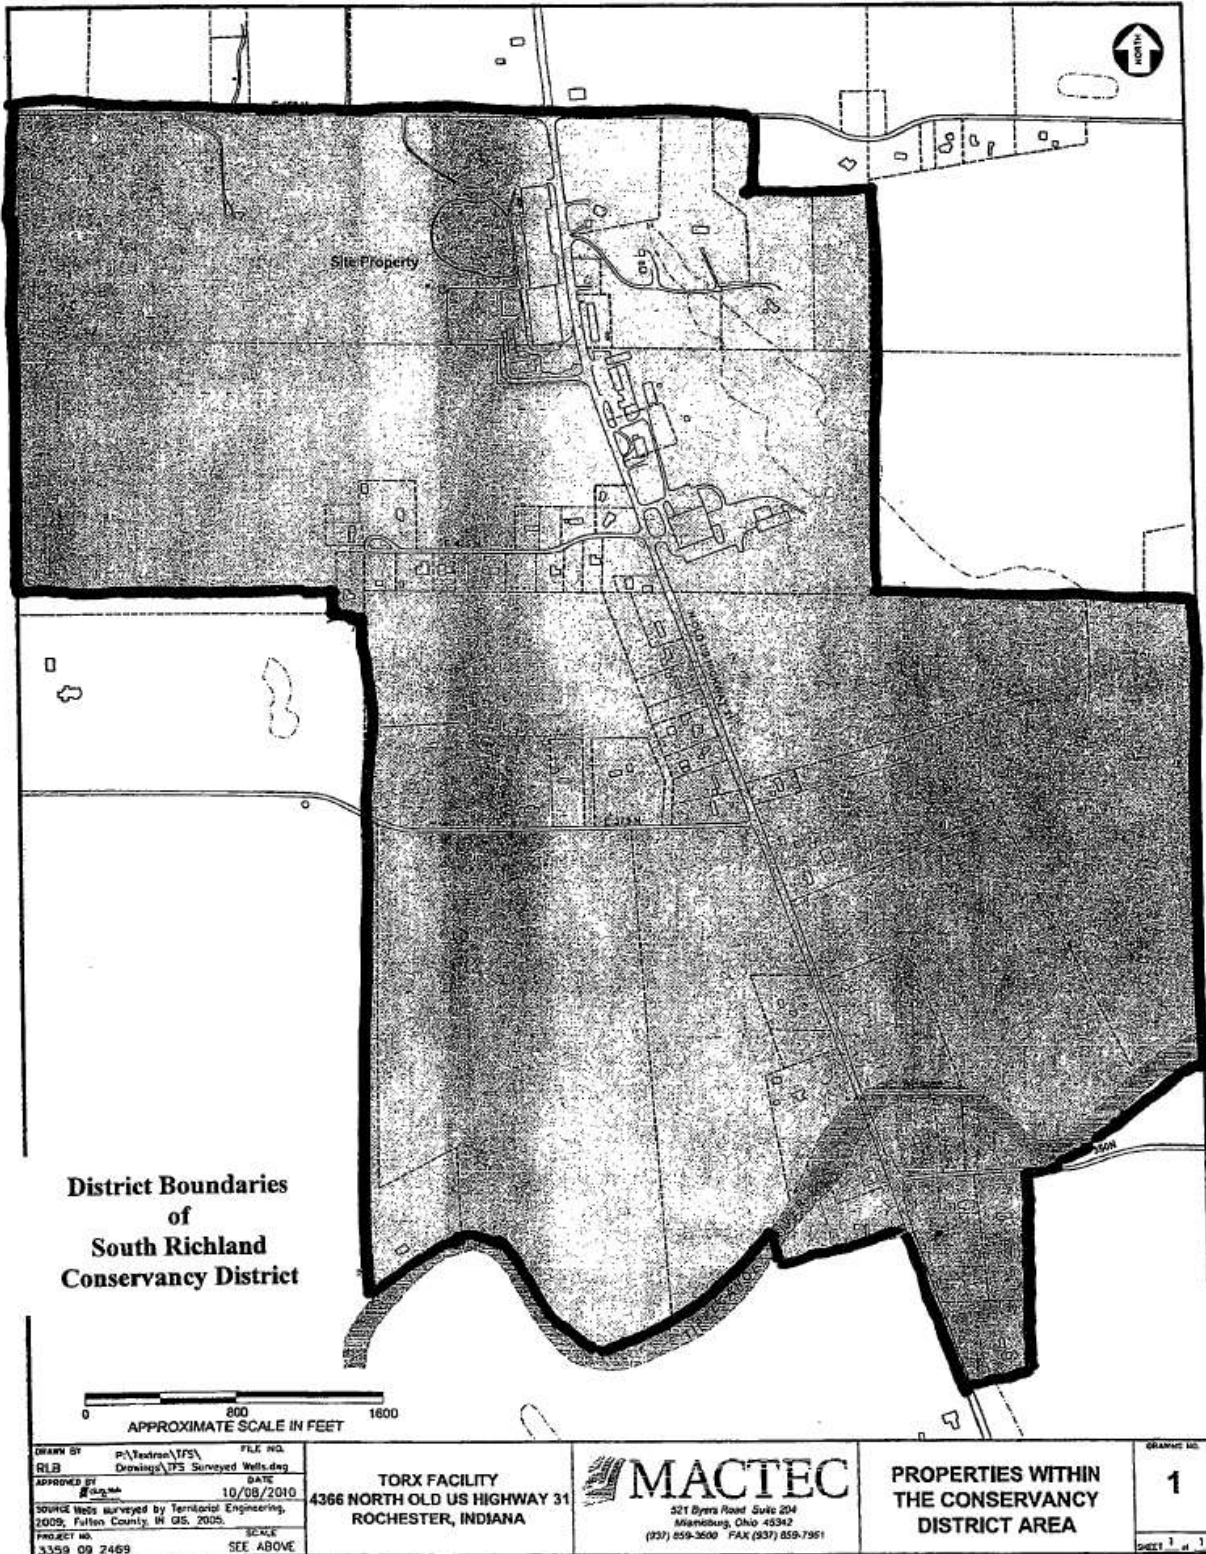 NORTH
Site Property
350N
District Boundaries
of
South Richland
Conservancy District
0 800 1600
APPROXIMATE SCALE IN FEET
DRAWN BY
RLB
P:\Textron\TFS\
Drawings\TFS Surveyed Wells.dwg
FILE NO.
APPROVED BY
DATE
10/08/2010
SOURCE Wells surveyed by Territorial Engineering,
2009; Fulton County, IN GIS, 2005.
PROJECT NO.
3359 09 2469
SCALE
SEE ABOVE
TORX FACILITY
4366 NORTH OLD US HIGHWAY 31
ROCHESTER, INDIANA
MACTEC
521 Byers Road Suite 204
Miamisburg, Ohio 45342
(937) 859-3600 FAX (937) 859-7951
PROPERTIES WITHIN
THE CONSERVANCY
DISTRICT AREA
DRAWING NO.
1
SHEET 1 of 1